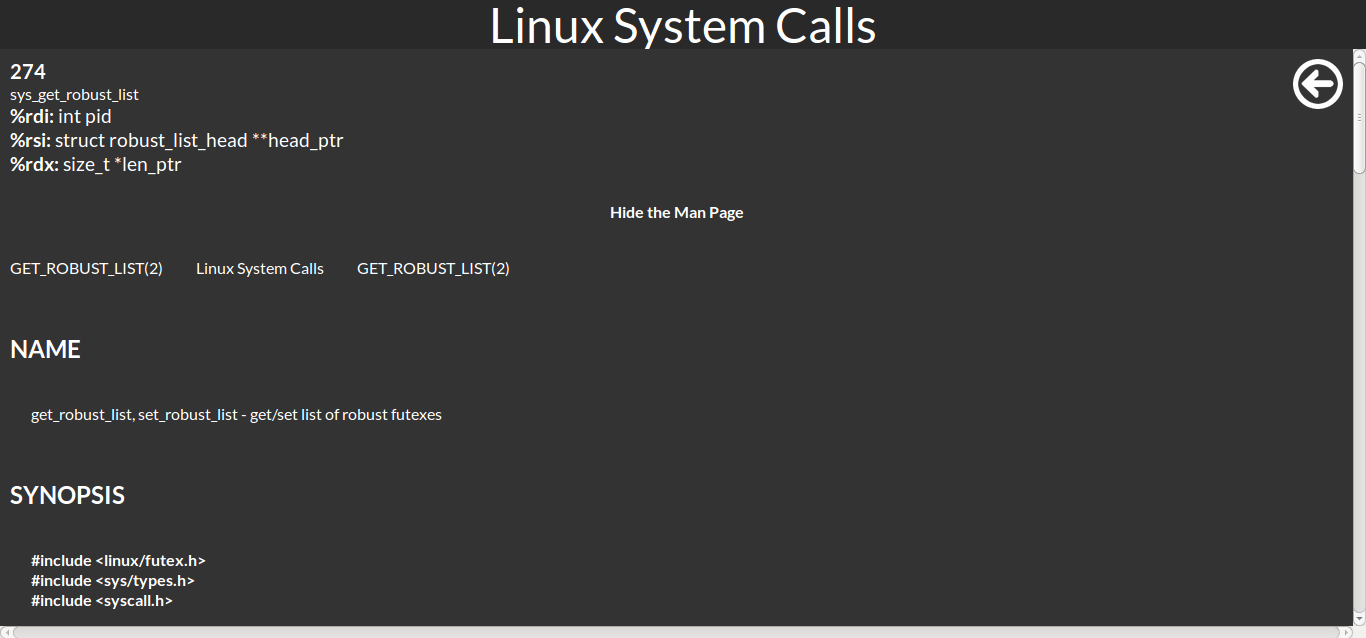 Linux System Calls
274
sys_get_robust_list
%rdi: int pid
%rsi: struct robust_list_head **head_ptr
%rdx: size_t *len_ptr
Hide the Man Page
GET_ROBUST_LIST(2) Linux System Calls GET_ROBUST_LIST(2)
NAME
get_robust_list, set_robust_list - get/set list of robust futexes
SYNOPSIS
#include <linux/futex.h>
#include <sys/types.h>
#include <syscall.h>